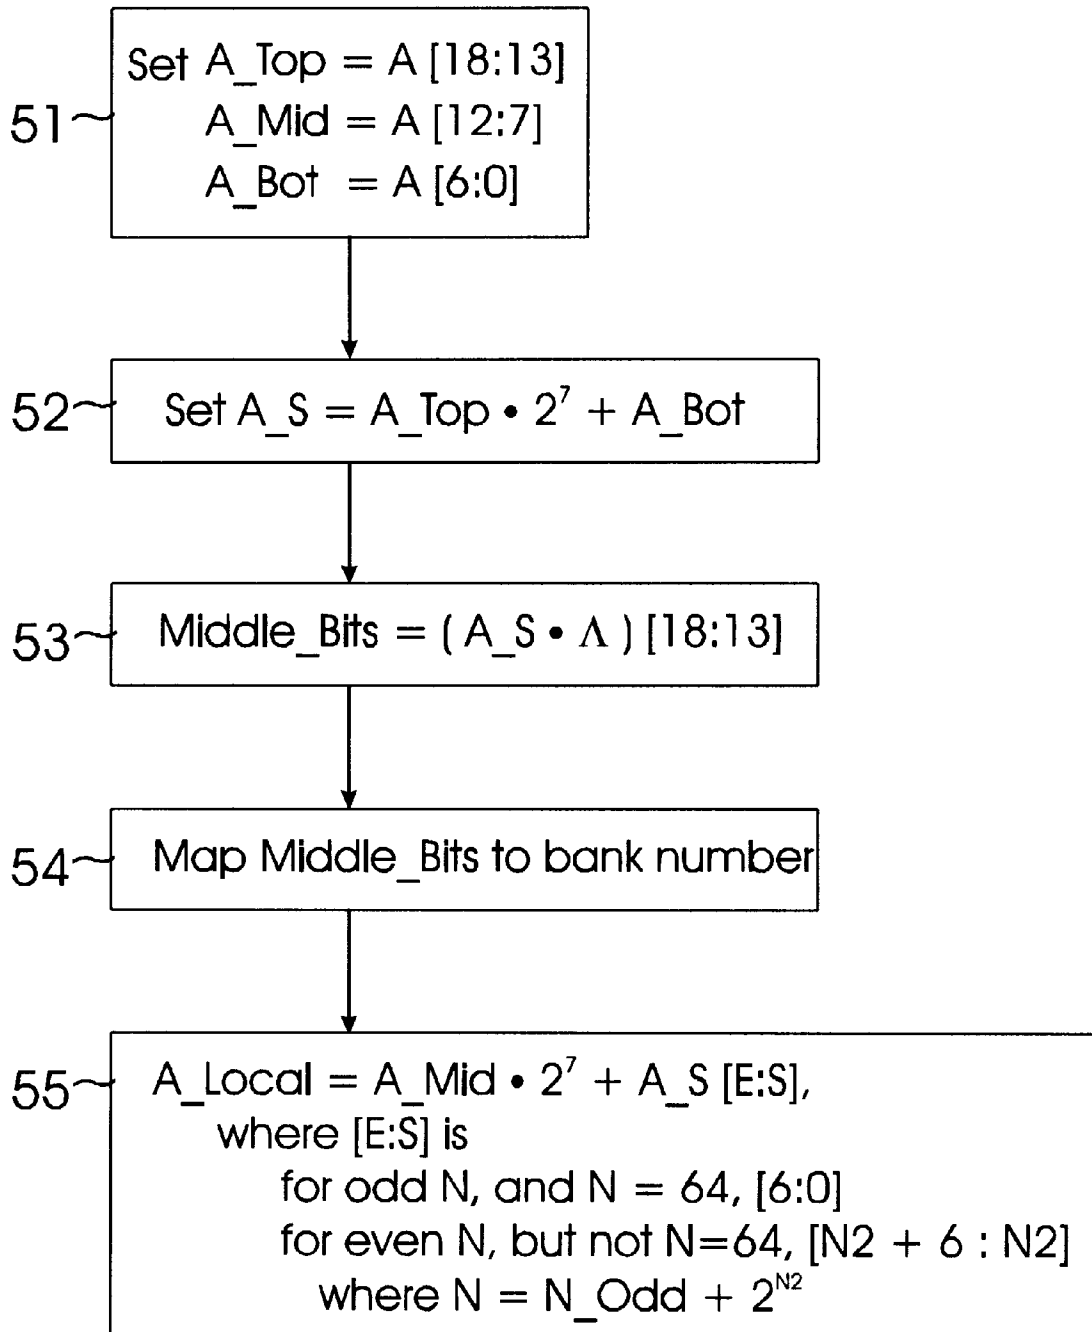 51
Set A_Top = A [18:13]
A_Mid = A [12:7]
A_Bot = A [6:0]
52
Set A_S = A_Top • 2⁷ + A_Bot
53
Middle_Bits = ( A_S • Λ ) [18:13]
54
Map Middle_Bits to bank number
55
A_Local = A_Mid • 2⁷ + A_S [E:S],
where [E:S] is
for odd N, and N = 64, [6:0]
for even N, but not N=64, [N2 + 6 : N2]
where N = N_Odd + 2ᴺ²